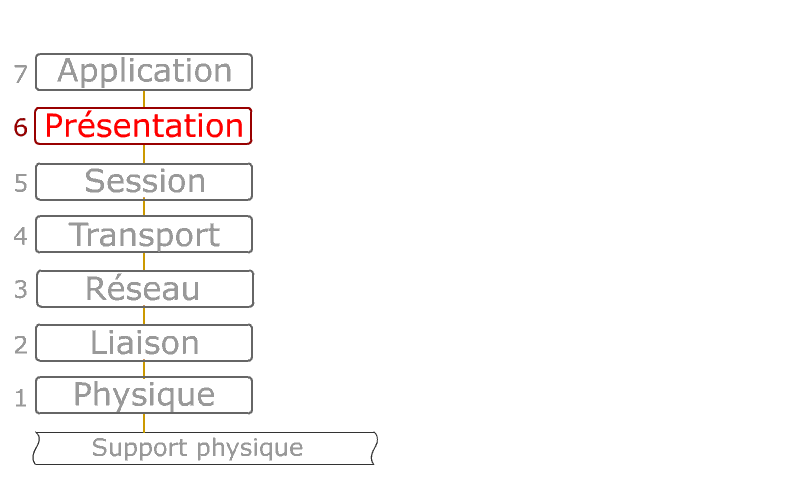 7 Application
6 Présentation
5 Session
4 Transport
3 Réseau
2 Liaison
1 Physique
Support physique